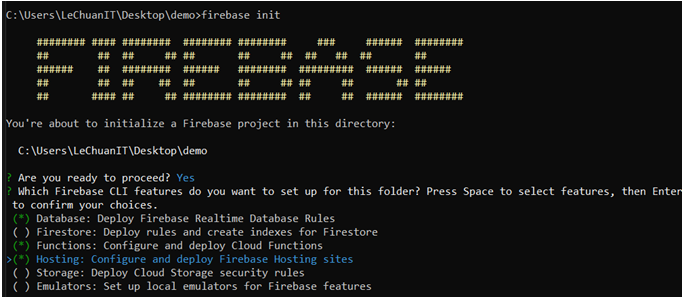 C:\Users\LeChuanIT\Desktop\demo>firebase init
######## #### ######## ######## ########     ###     ######  ########
##        ##  ##     ## ##       ##     ##  ##   ##  ##       ##
######    ##  ########  ######   ########  #########  ######  ######
##        ##  ##    ##  ##       ##     ## ##     ##       ## ##
##       #### ##     ## ######## ########  ##     ##  ######  ########
You're about to initialize a Firebase project in this directory:
C:\Users\LeChuanIT\Desktop\demo
? Are you ready to proceed? Yes
? Which Firebase CLI features do you want to set up for this folder? Press Space to select features, then Enter
to confirm your choices.
(*) Database: Deploy Firebase Realtime Database Rules
( ) Firestore: Deploy rules and create indexes for Firestore
(*) Functions: Configure and deploy Cloud Functions
>(*) Hosting: Configure and deploy Firebase Hosting sites
( ) Storage: Deploy Cloud Storage security rules
( ) Emulators: Set up local emulators for Firebase features